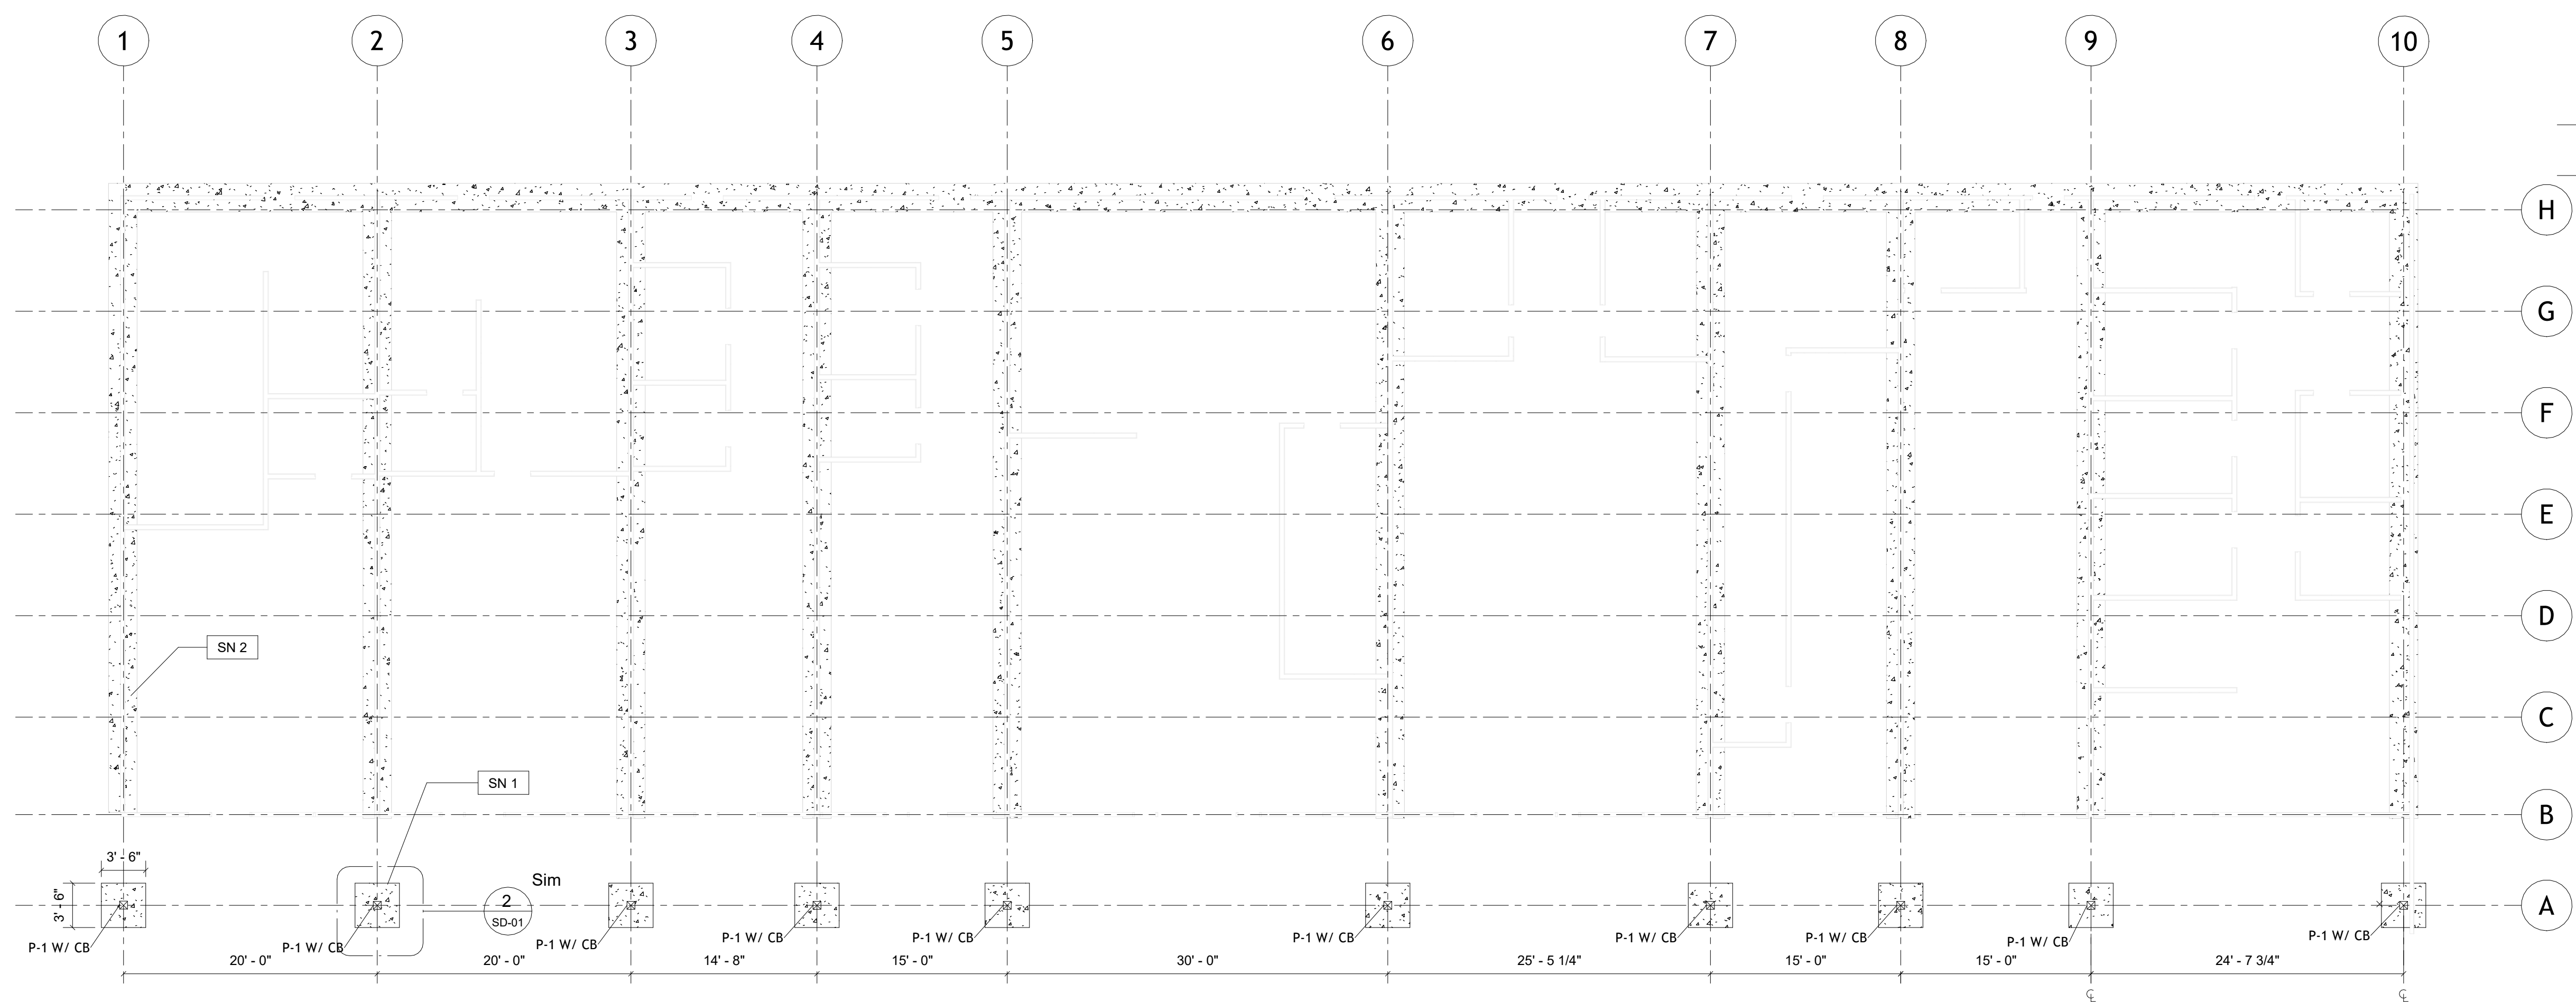 1 2 3 4 5 6 7 8 9 10
H
G
F
E
D
SN 2
C
SN 1
B
3' - 6"
Sim
3' - 6"
2
SD-01
A
P-1 W/ CB P-1 W/ CB P-1 W/ CB P-1 W/ CB P-1 W/ CB P-1 W/ CB P-1 W/ CB P-1 W/ CB P-1 W/ CB P-1 W/ CB
20' - 0" 20' - 0" 14' - 8" 15' - 0" 30' - 0" 25' - 5 1/4" 15' - 0" 15' - 0" 24' - 7 3/4"
℄ ℄